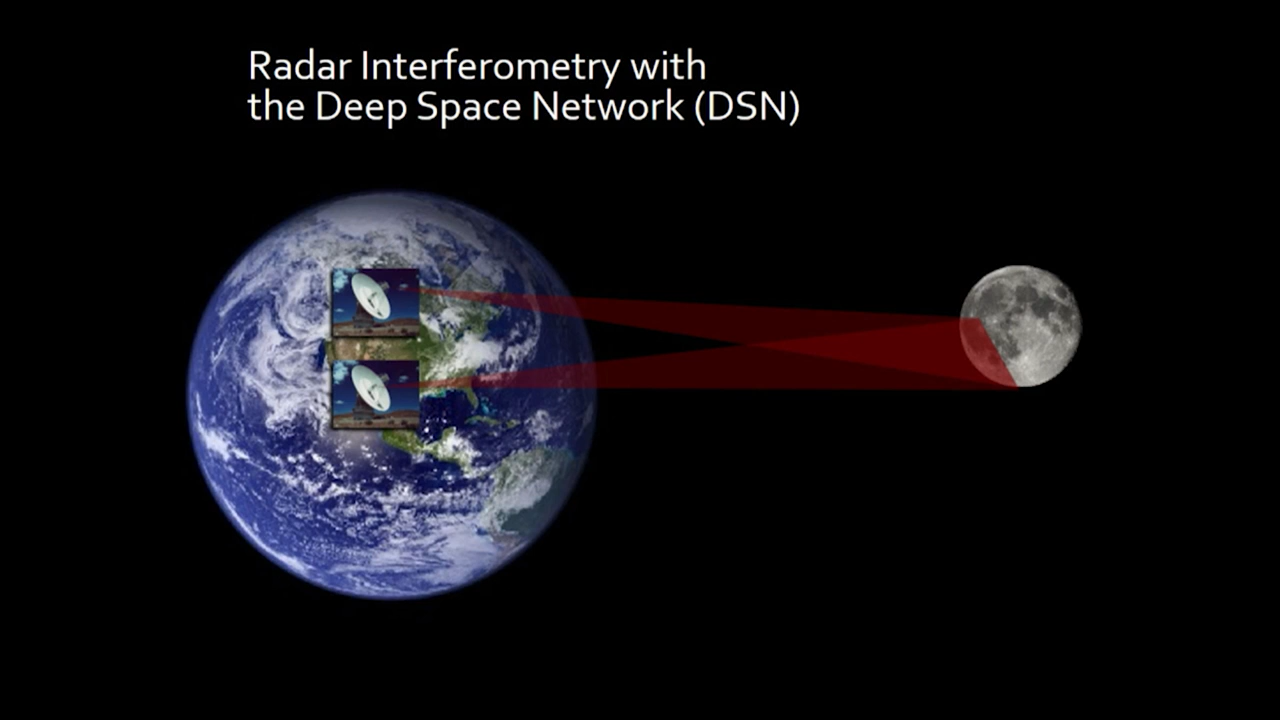 Radar Interferometry with
the Deep Space Network (DSN)